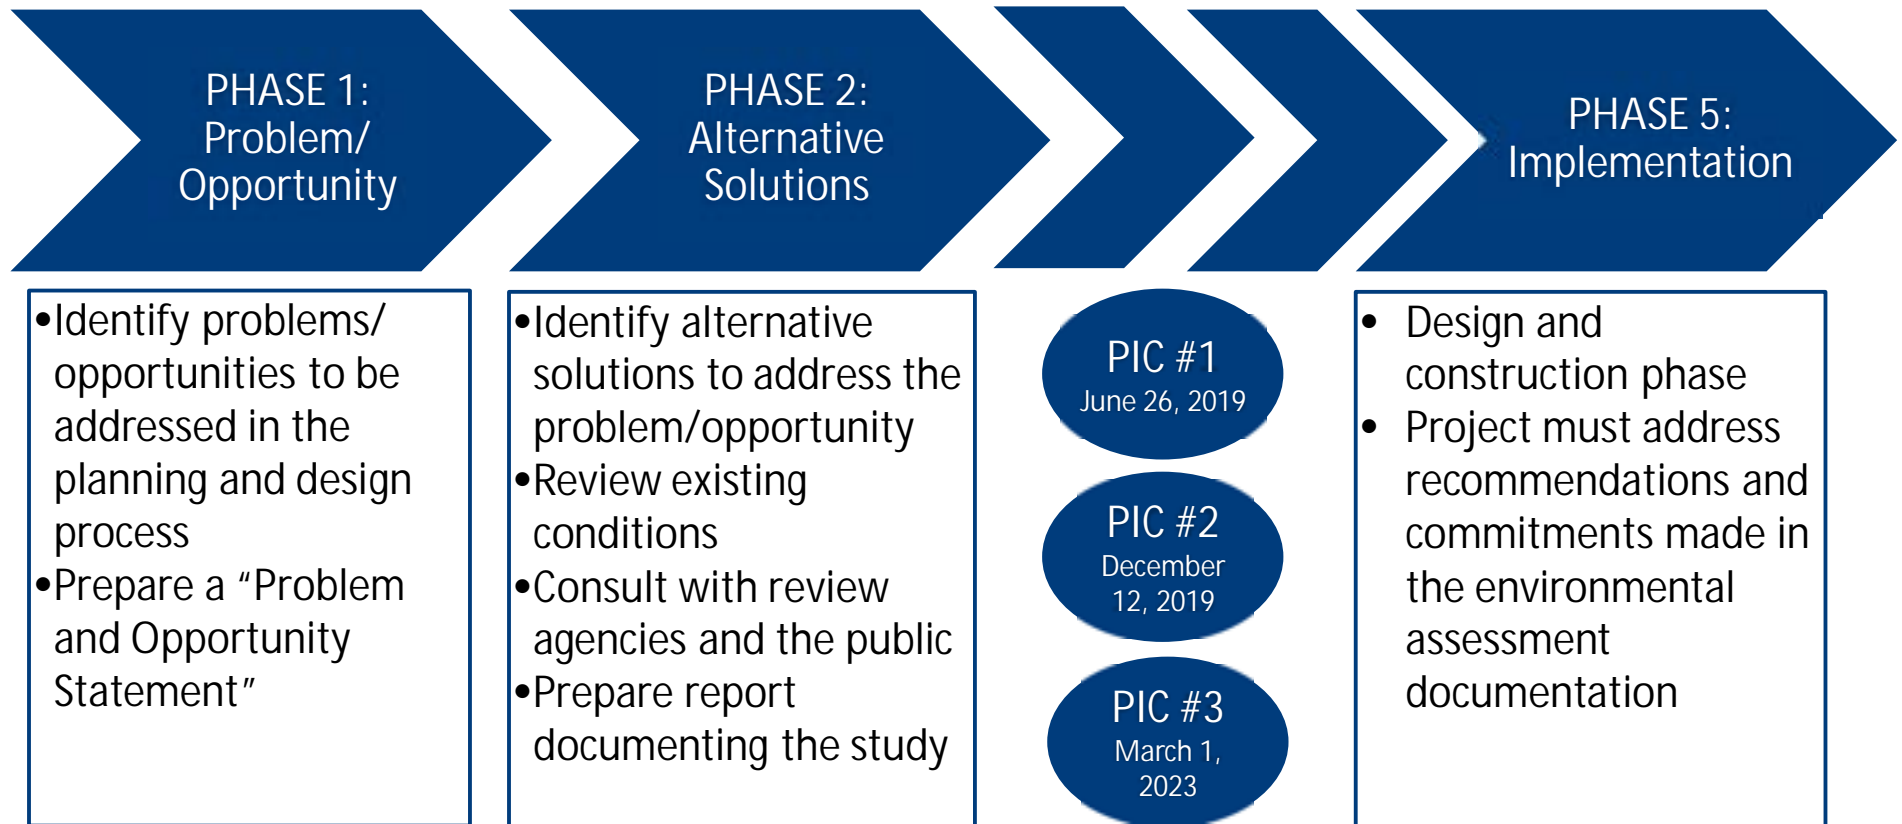 PHASE 1:
Problem/
Opportunity
PHASE 2:
Alternative
Solutions
PHASE 5:
Implementation
•Identify problems/
opportunities to be
addressed in the
planning and design
process
•Prepare a “Problem
and Opportunity
Statement”
•Identify alternative
solutions to address the
problem/opportunity
•Review existing
conditions
•Consult with review
agencies and the public
•Prepare report
documenting the study
PIC #1
June 26, 2019
PIC #2
December
12, 2019
PIC #3
March 1,
2023
• Design and
construction phase
• Project must address
recommendations and
commitments made in
the environmental
assessment
documentation